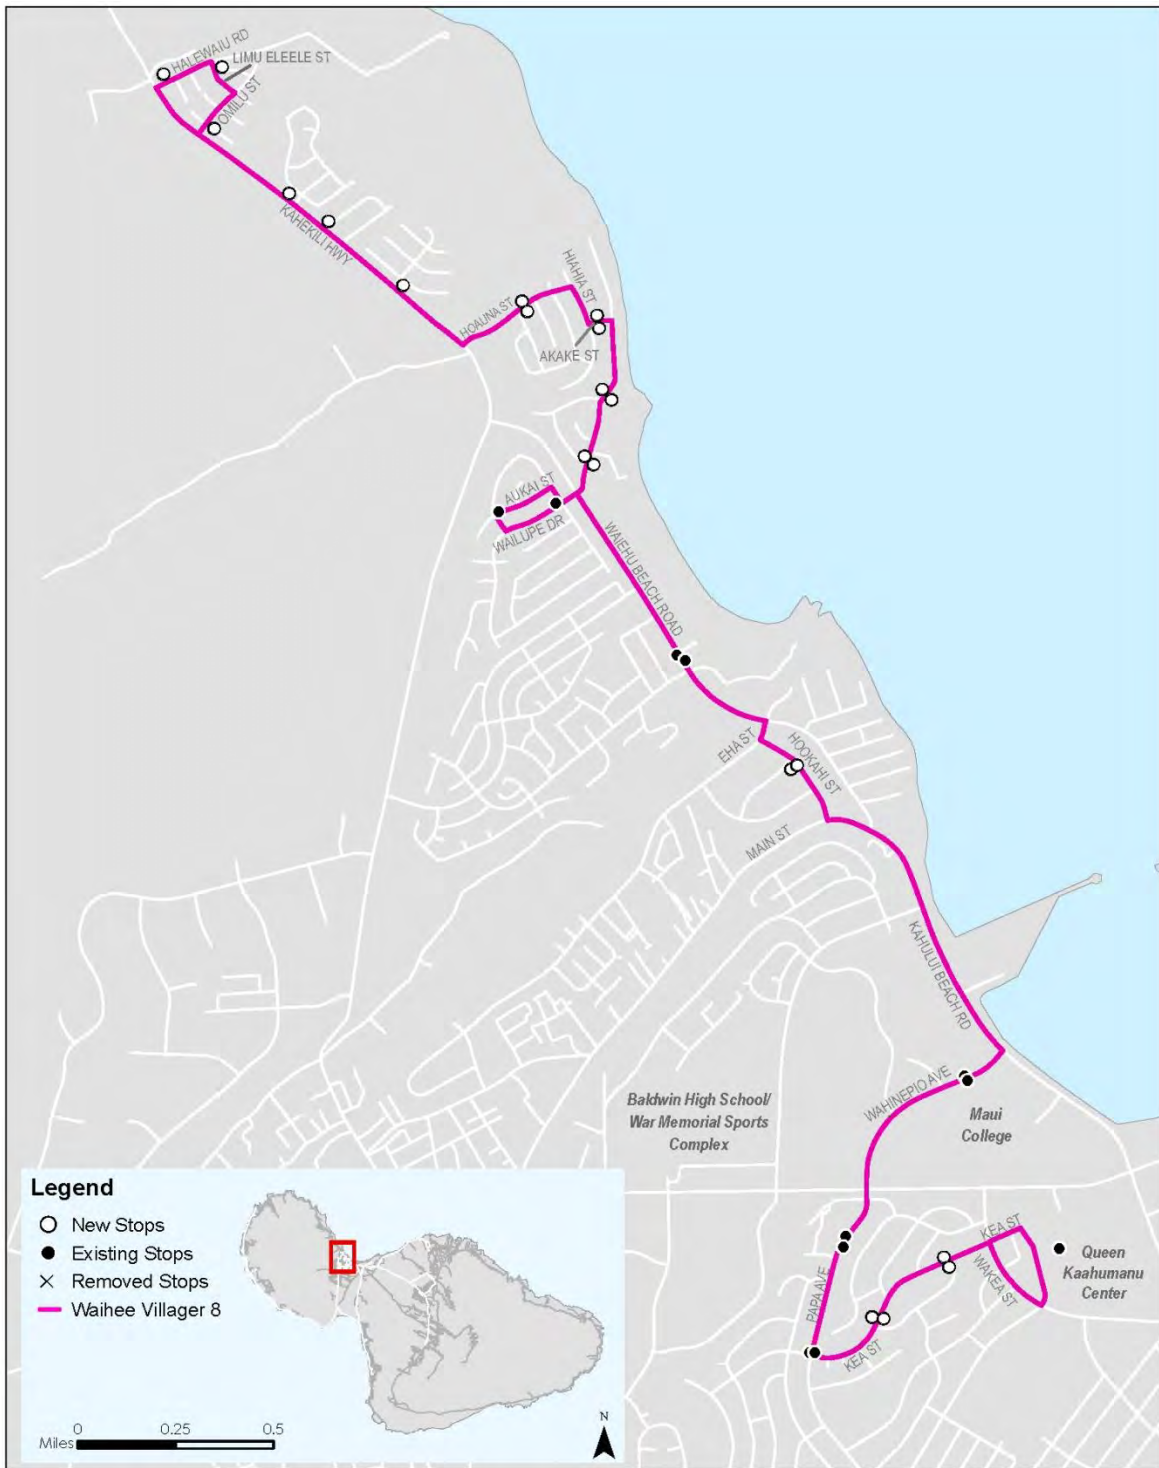 HALEWAIU RD
LIMU ELEELE ST
OMILU ST
KAHEKILI HWY
HOAUNA ST
HIAHIA ST
AKAKE ST
AUKAI ST
WAILUPE DR
WAIEHU BEACH ROAD
EHA ST
HOOKAHI ST
MAIN ST
KAHULUI BEACH RD
WAHINEPIO AVE
Baldwin High School/
War Memorial Sports
Complex
Maui
College
KEA ST
WAKEA ST
Queen
Kaahumanu
Center
PAPA AVE
KEA ST
Legend
New Stops
Existing Stops
Removed Stops
Waihee Villager 8
0 0.25 0.5
Miles
N